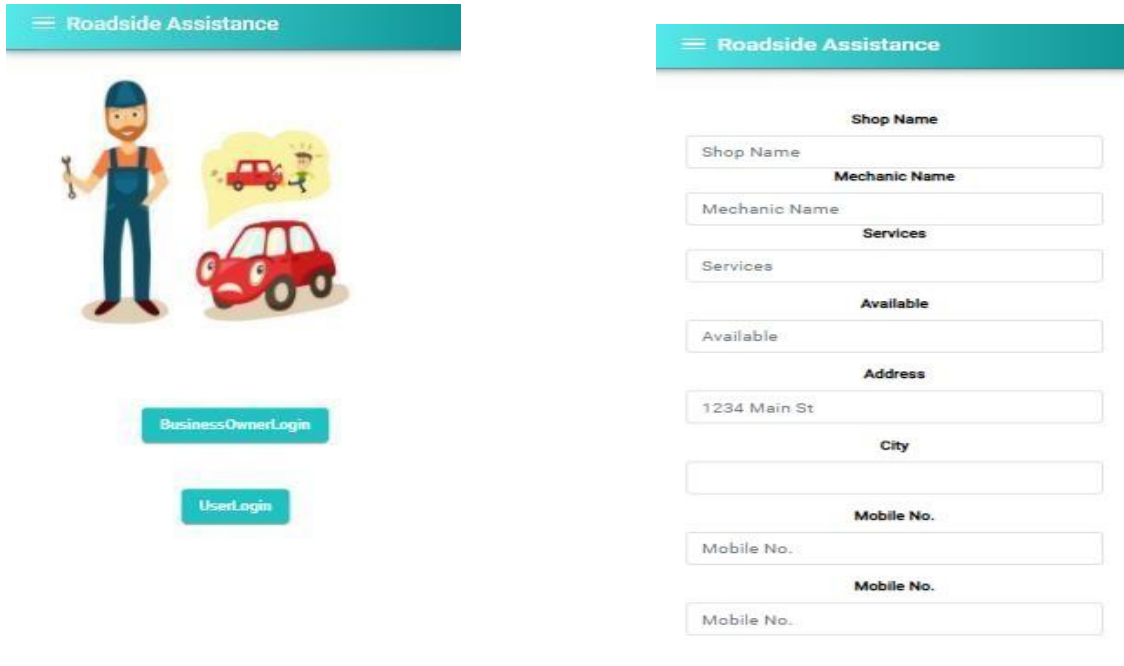 Roadside Assistance
BusinessOwnerLogin
UserLogin
Roadside Assistance
Shop Name
Shop Name
Mechanic Name
Mechanic Name
Services
Services
Available
Available
Address
1234 Main St
City
Mobile No.
Mobile No.
Mobile No.
Mobile No.